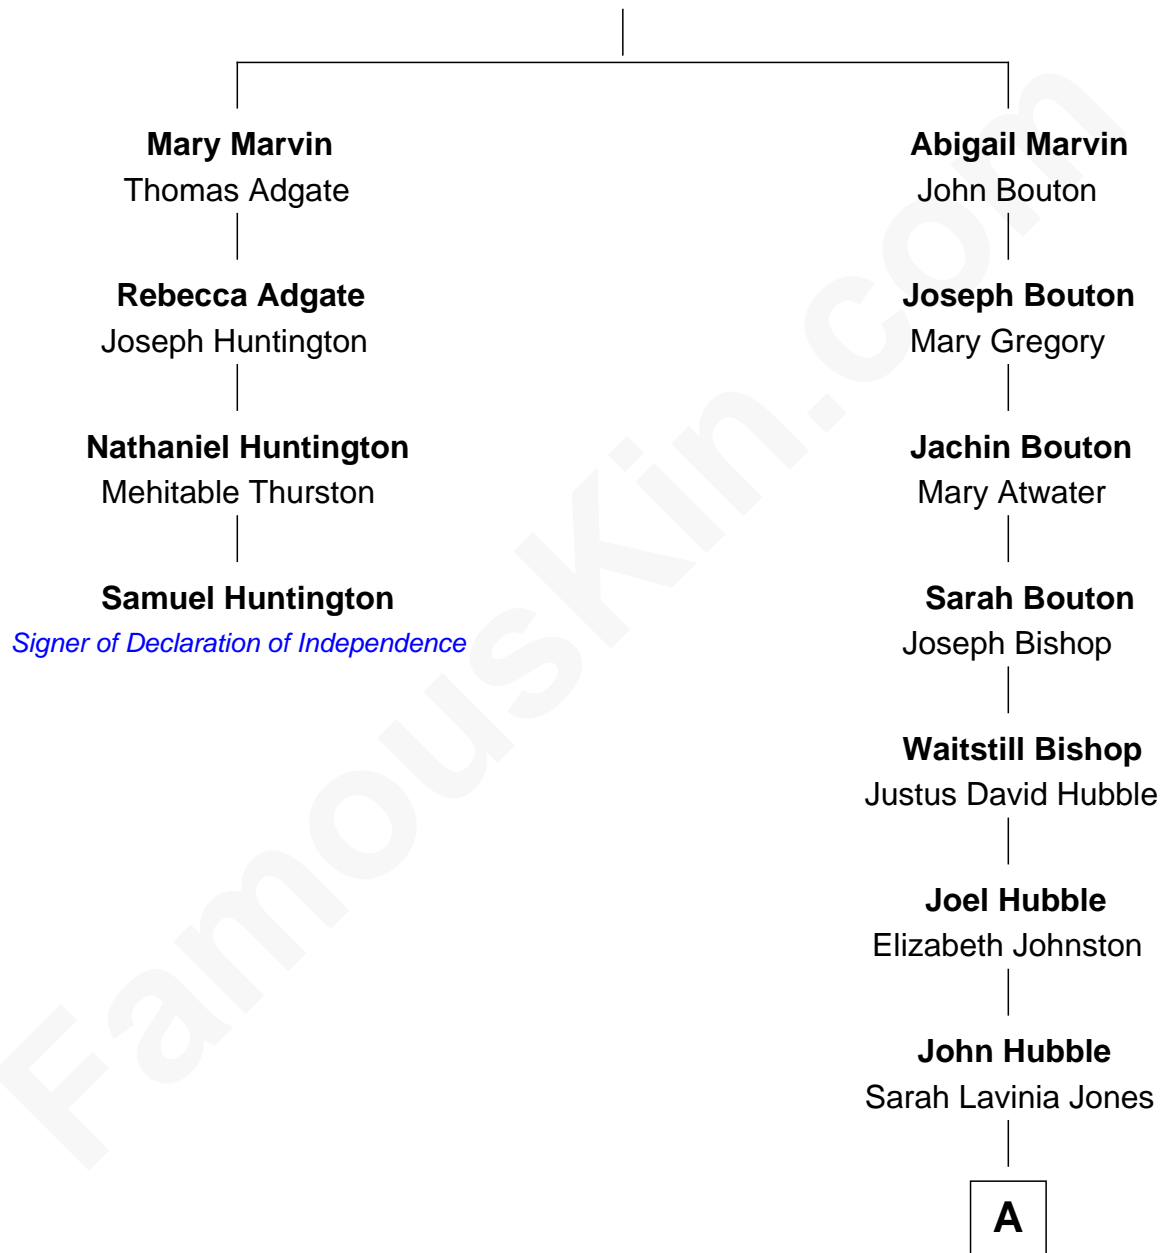 Mary Marvin
Thomas Adgate
Rebecca Adgate
Joseph Huntington
Nathaniel Huntington
Mehitable Thurston
Samuel Huntington
Signer of Declaration of Independence
Abigail Marvin
John Bouton
Joseph Bouton
Mary Gregory
Jachin Bouton
Mary Atwater
Sarah Bouton
Joseph Bishop
Waitstill Bishop
Justus David Hubble
Joel Hubble
Elizabeth Johnston
John Hubble
Sarah Lavinia Jones
A
FamousKin.com